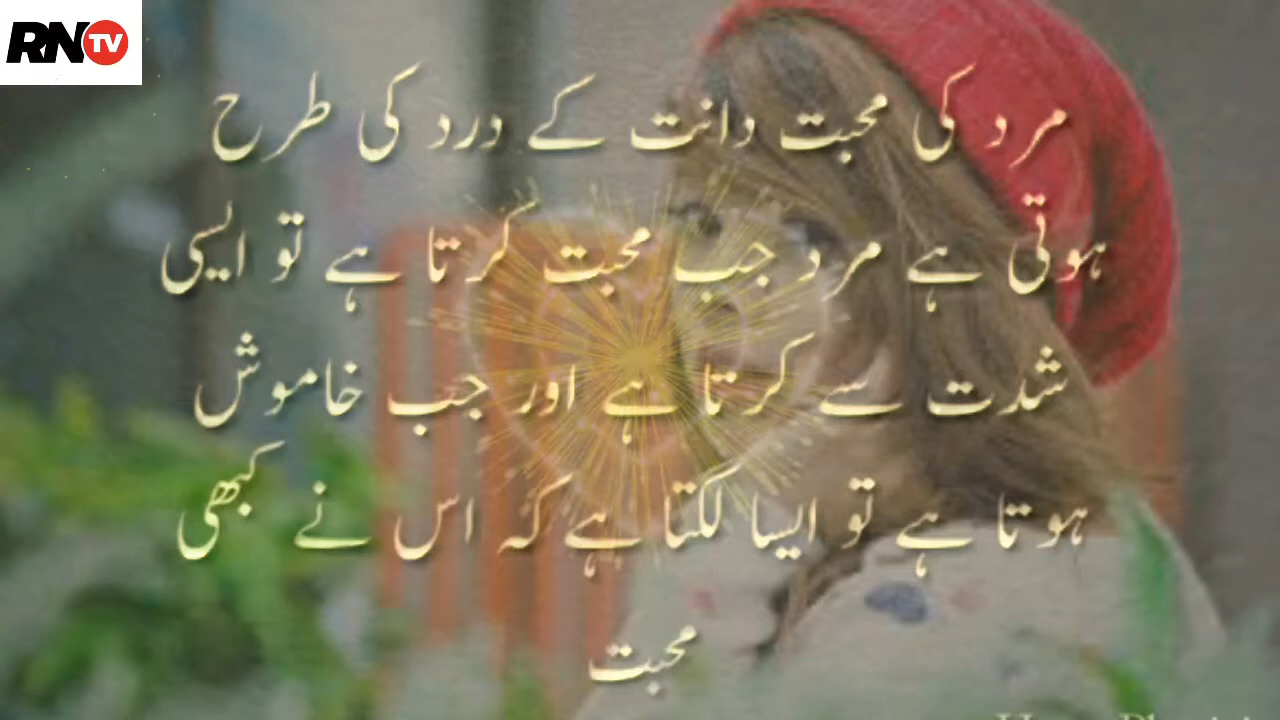 RNTV
مرد کی محبت دانت کے درد کی طرح
ہوتی ہے مرد جب محبت کرتا ہے تو ایسی
شدت سے کرتا ہے اور جب خاموش
ہوتا ہے تو ایسا لگتا ہے کہ اس نے کبھی
محبت